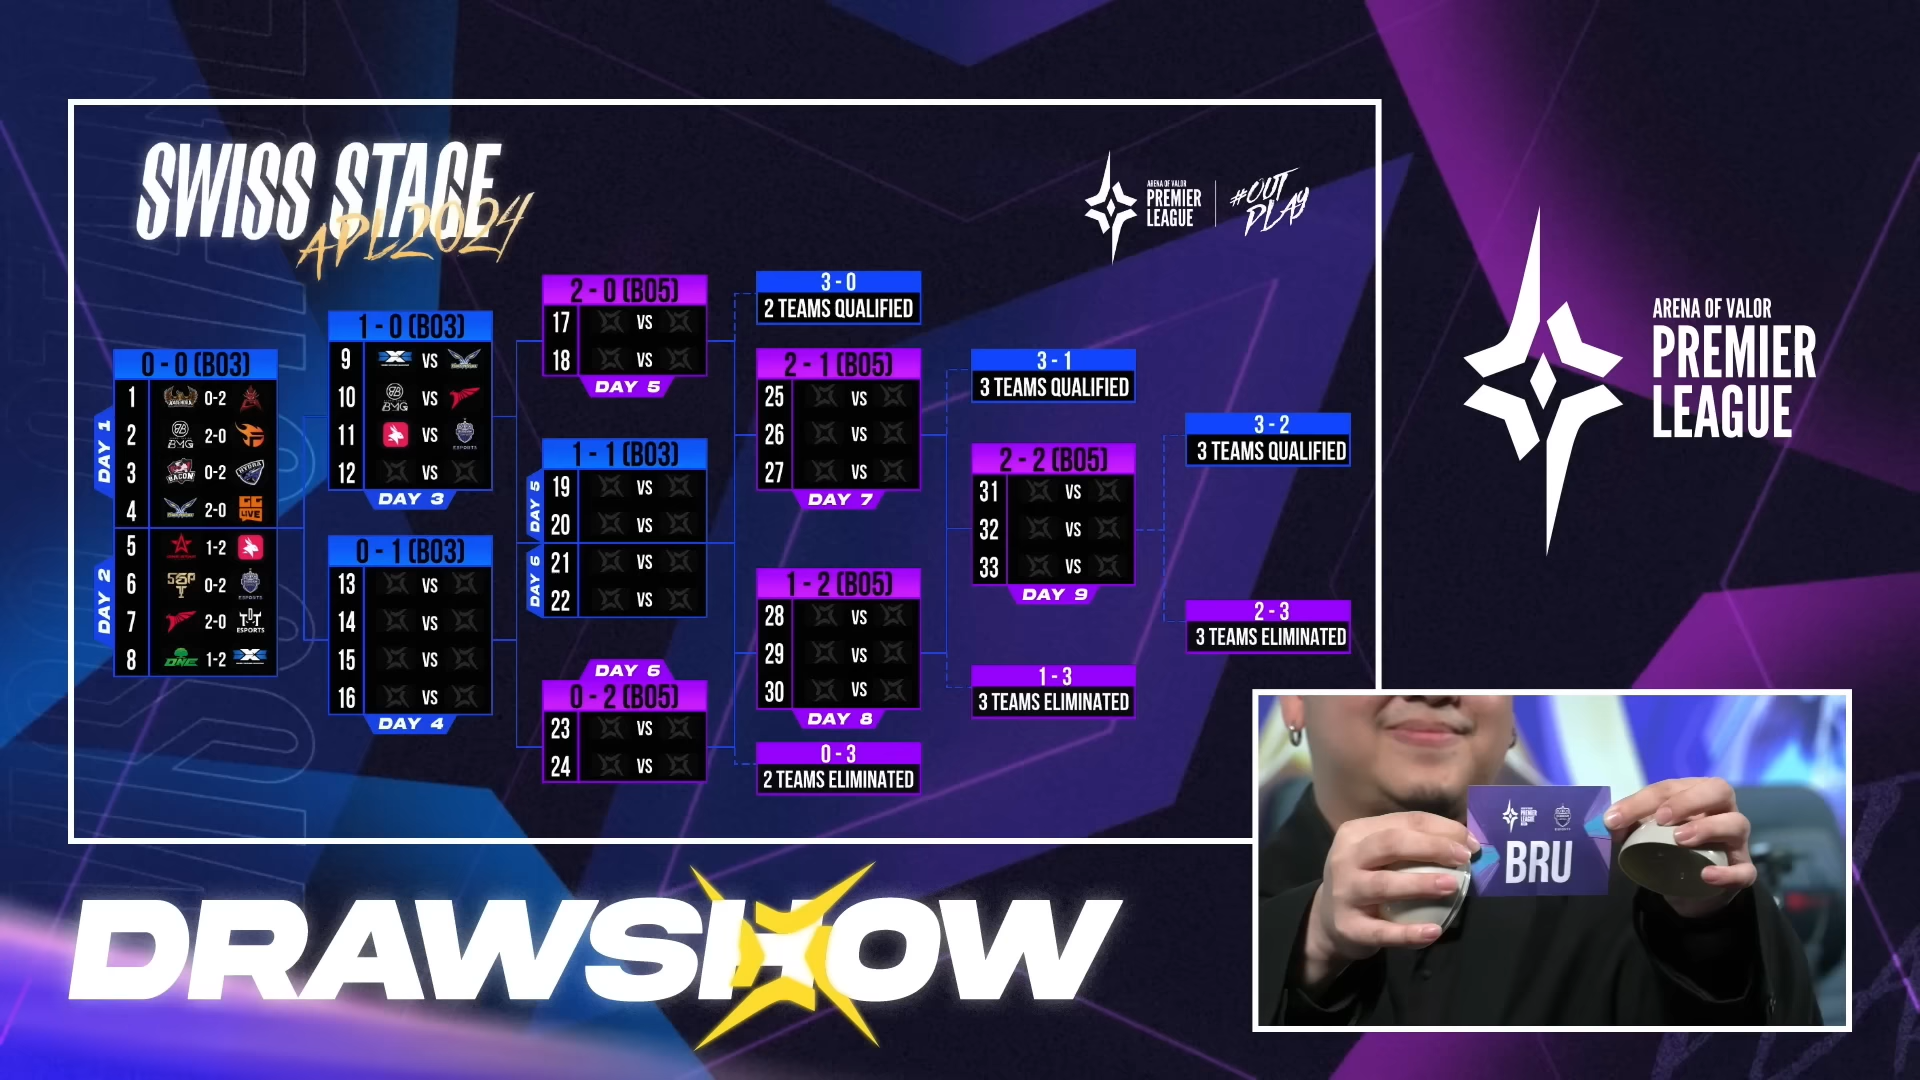 SWISS STAGE
APL2024
ARENA OF VALOR
PREMIER
LEAGUE
#OUT
PLAY
0 - 0 (BO3)
DAY 1
1 0-2
2 BMG 2-0
3 BACON 0-2 HYDRA
4 2-0 LIVE
DAY 2
5 1-2
6 SSP T 0-2 ESPORTS
7 2-0 ESPORTS
8 ONE 1-2
1 - 0 (BO3)
9 VS
10 BMG VS
11 VS ESPORTS
12 VS
DAY 3
0 - 1 (BO3)
13 VS
14 VS
15 VS
16 VS
DAY 4
2 - 0 (BO5)
17 VS
18 VS
DAY 5
1 - 1 (BO3)
DAY 5
19 VS
20 VS
DAY 6
21 VS
22 VS
DAY 6
0 - 2 (BO5)
23 VS
24 VS
3 - 0
2 TEAMS QUALIFIED
2 - 1 (BO5)
25 VS
26 VS
27 VS
DAY 7
1 - 2 (BO5)
28 VS
29 VS
30 VS
DAY 8
0 - 3
2 TEAMS ELIMINATED
3 - 1
3 TEAMS QUALIFIED
2 - 2 (BO5)
31 VS
32 VS
33 VS
DAY 9
1 - 3
3 TEAMS ELIMINATED
3 - 2
3 TEAMS QUALIFIED
2 - 3
3 TEAMS ELIMINATED
ARENA OF VALOR
PREMIER
LEAGUE
DRAWSHOW
PREMIER
LEAGUE
BRU